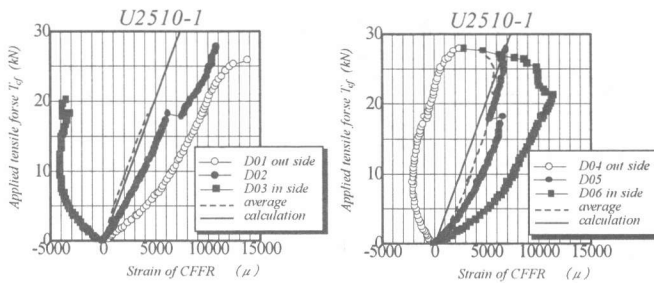 U2510-1
Applied tensile forse Tcf (kN)
30
20
10
0
-5000 0 5000 10000 15000
Strain of CFFR (μ)
D01 out side
D02
D03 in side
average
calculation
U2510-1
Applied tensile forse Tcf (kN)
30
20
10
0
-5000 0 5000 10000 15000
Strain of CFFR (μ)
D04 out side
D05
D06 in side
average
calculation